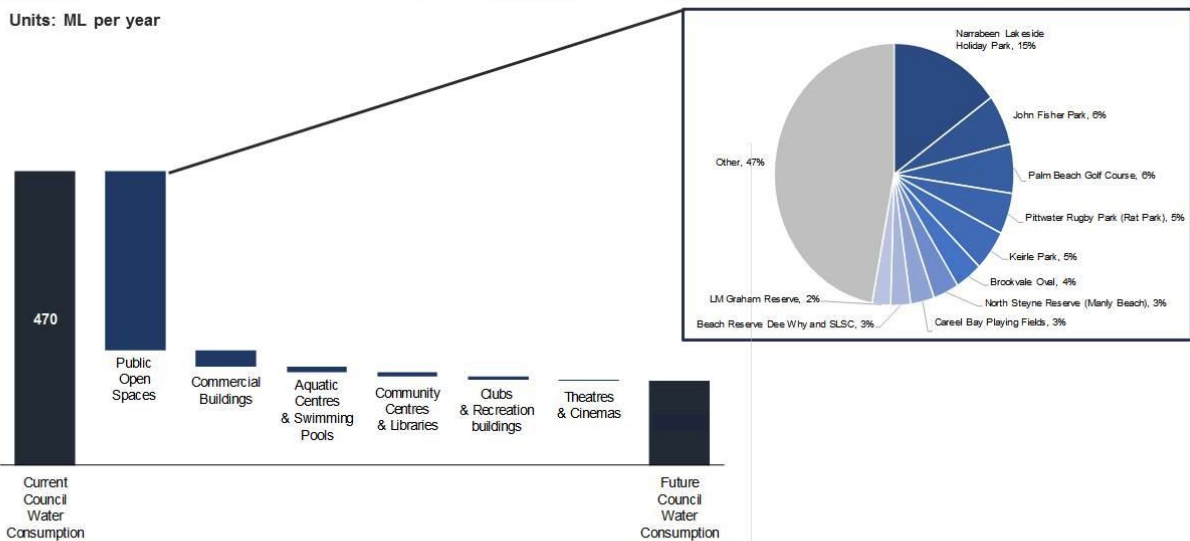 Units: ML per year
Narrabeen Lakeside
Holiday Park, 15%
John Fisher Park, 6%
Palm Beach Golf Course, 6%
Pittwater Rugby Park (Rat Park), 5%
Keirle Park, 5%
Brookvale Oval, 4%
North Steyne Reserve (Manly Beach), 3%
Careel Bay Playing Fields, 3%
Beach Reserve Dee Why and SLSC, 3%
LM Graham Reserve, 2%
Other, 47%
470
Public
Open
Spaces
Commercial
Buildings
Aquatic
Centres
& Swimming
Pools
Community
Centres
& Libraries
Clubs
& Recreation
buildings
Theatres
& Cinemas
Current
Council
Water
Consumption
Future
Council
Water
Consumption